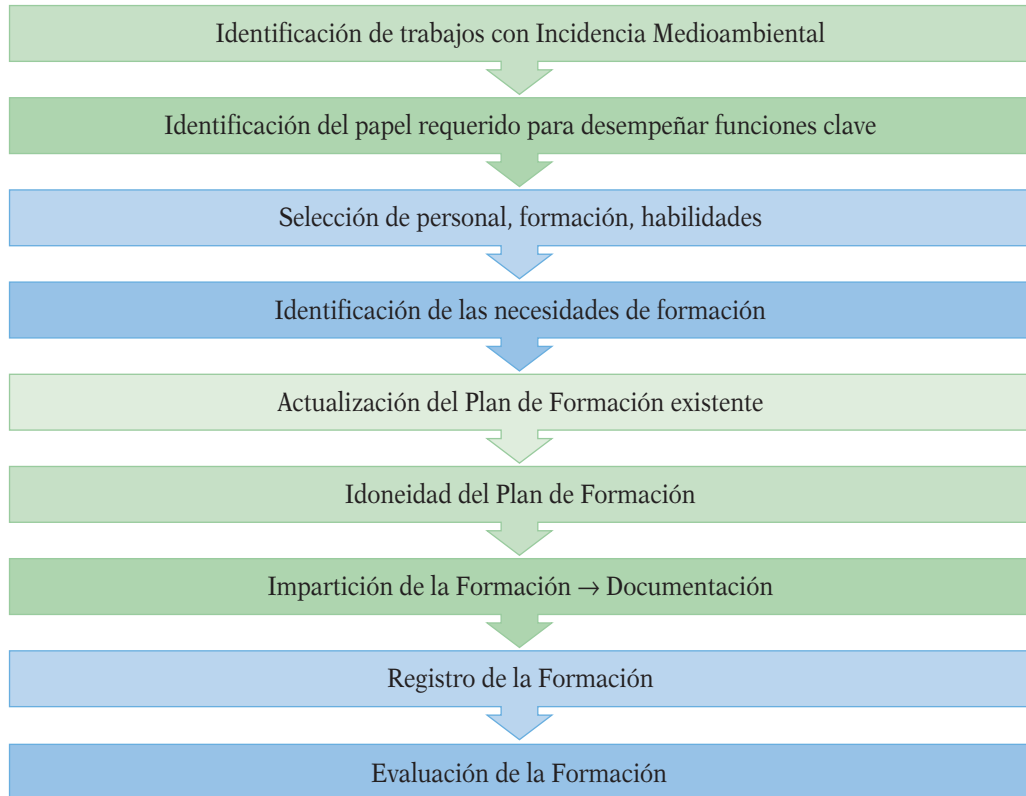 Identificación de trabajos con Incidencia Medioambiental
Identificación del papel requerido para desempeñar funciones clave
Selección de personal, formación, habilidades
Identificación de las necesidades de formación
Actualización del Plan de Formación existente
Idoneidad del Plan de Formación
Impartición de la Formación → Documentación
Registro de la Formación
Evaluación de la Formación